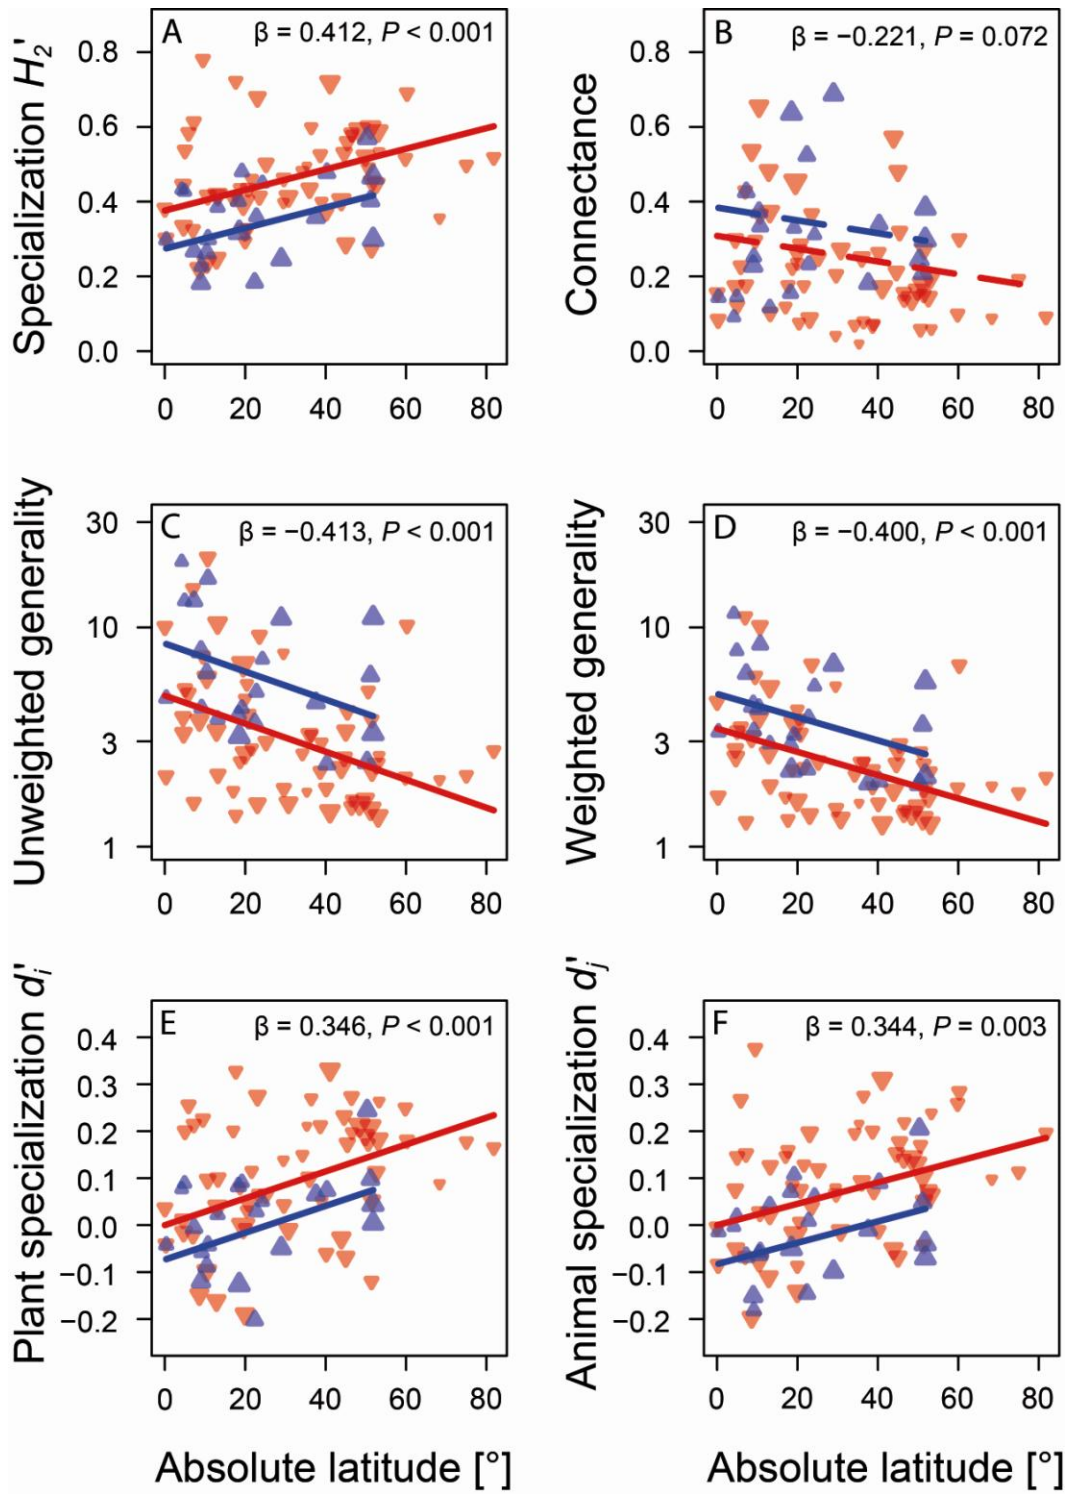 A
β = 0.412, P < 0.001
Specialization H2'
0.8
0.6
0.4
0.2
0.0
0 20 40 60 80
B
β = −0.221, P = 0.072
Connectance
0.8
0.6
0.4
0.2
0.0
0 20 40 60 80
C
β = −0.413, P < 0.001
Unweighted generality
30
10
3
1
0 20 40 60 80
D
β = −0.400, P < 0.001
Weighted generality
30
10
3
1
0 20 40 60 80
E
β = 0.346, P < 0.001
Plant specialization di'
0.4
0.3
0.2
0.1
0.0
−0.1
−0.2
0 20 40 60 80
Absolute latitude [°]
F
β = 0.344, P = 0.003
Animal specialization dj'
0.4
0.3
0.2
0.1
0.0
−0.1
−0.2
0 20 40 60 80
Absolute latitude [°]